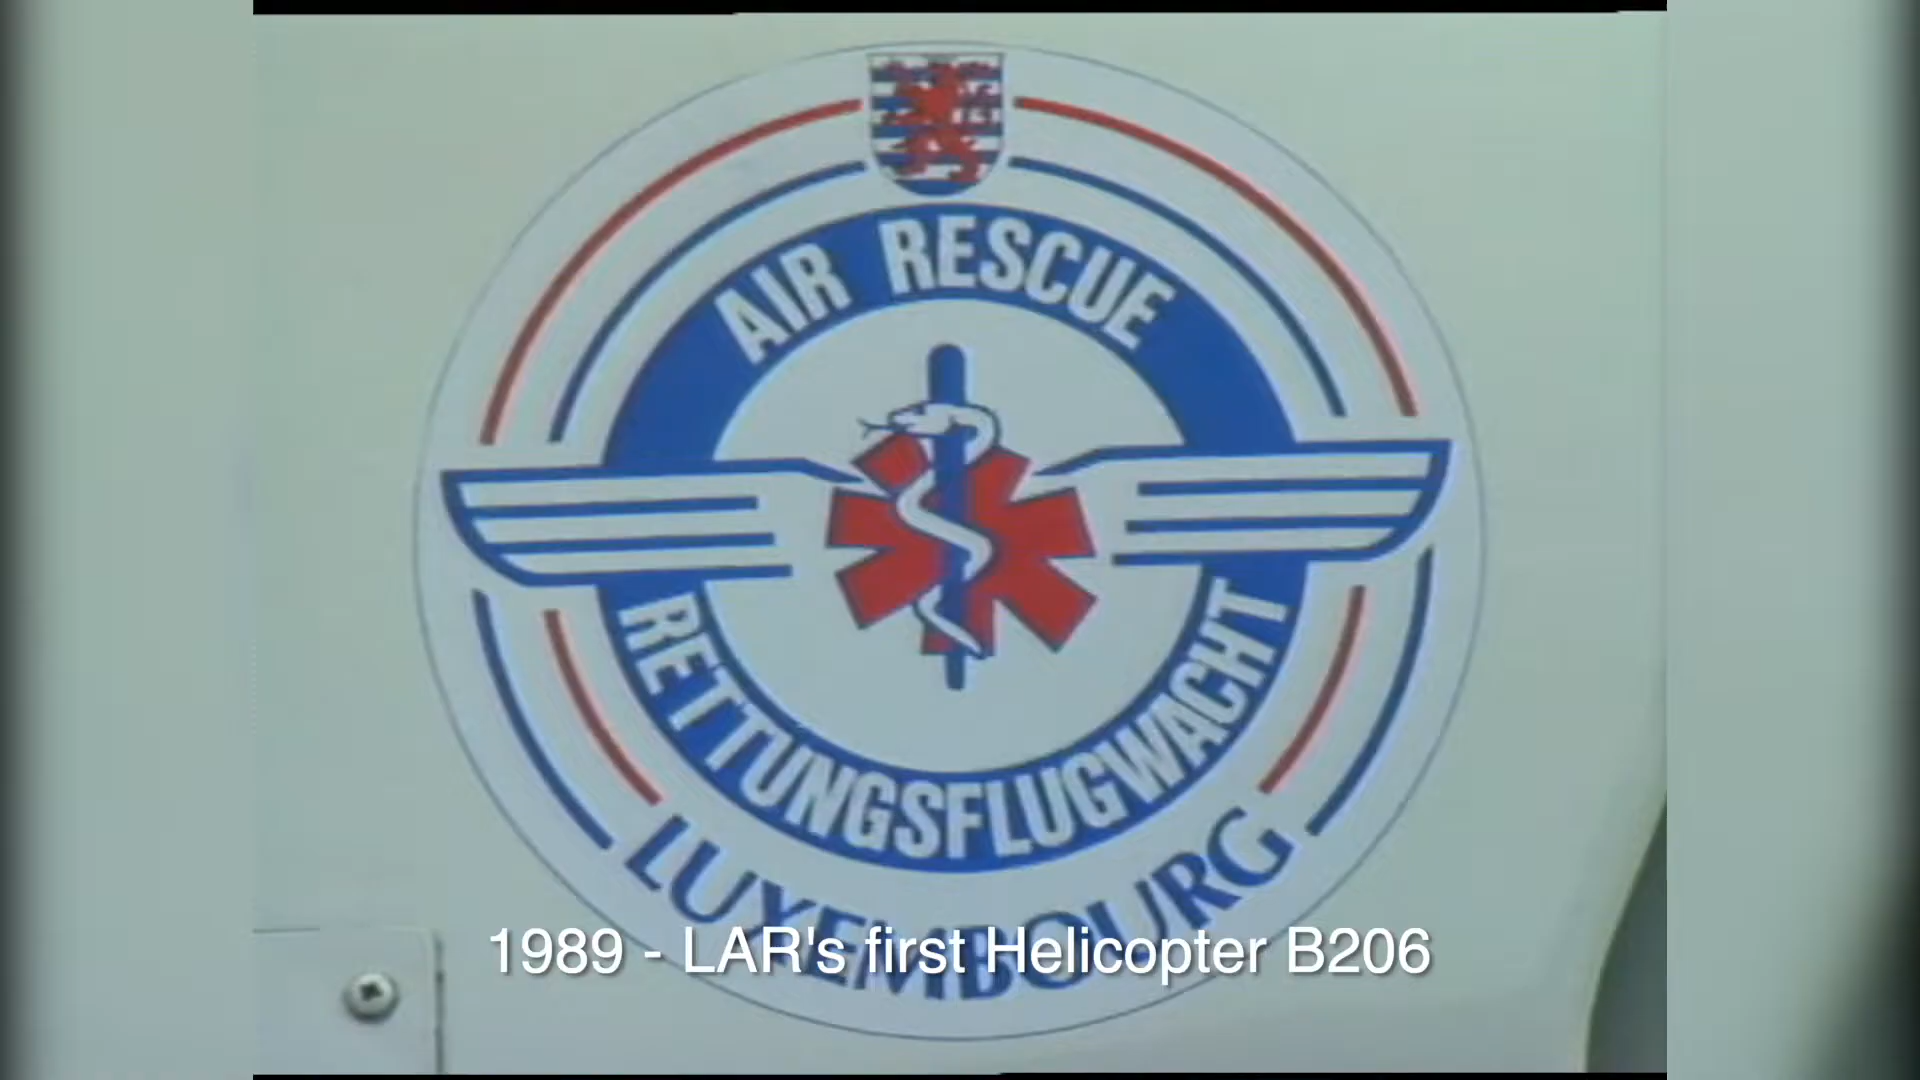 AIR RESCUE
RETTUNGSFLUGWACHT
LUXEMBOURG
1989 - LAR's first Helicopter B206